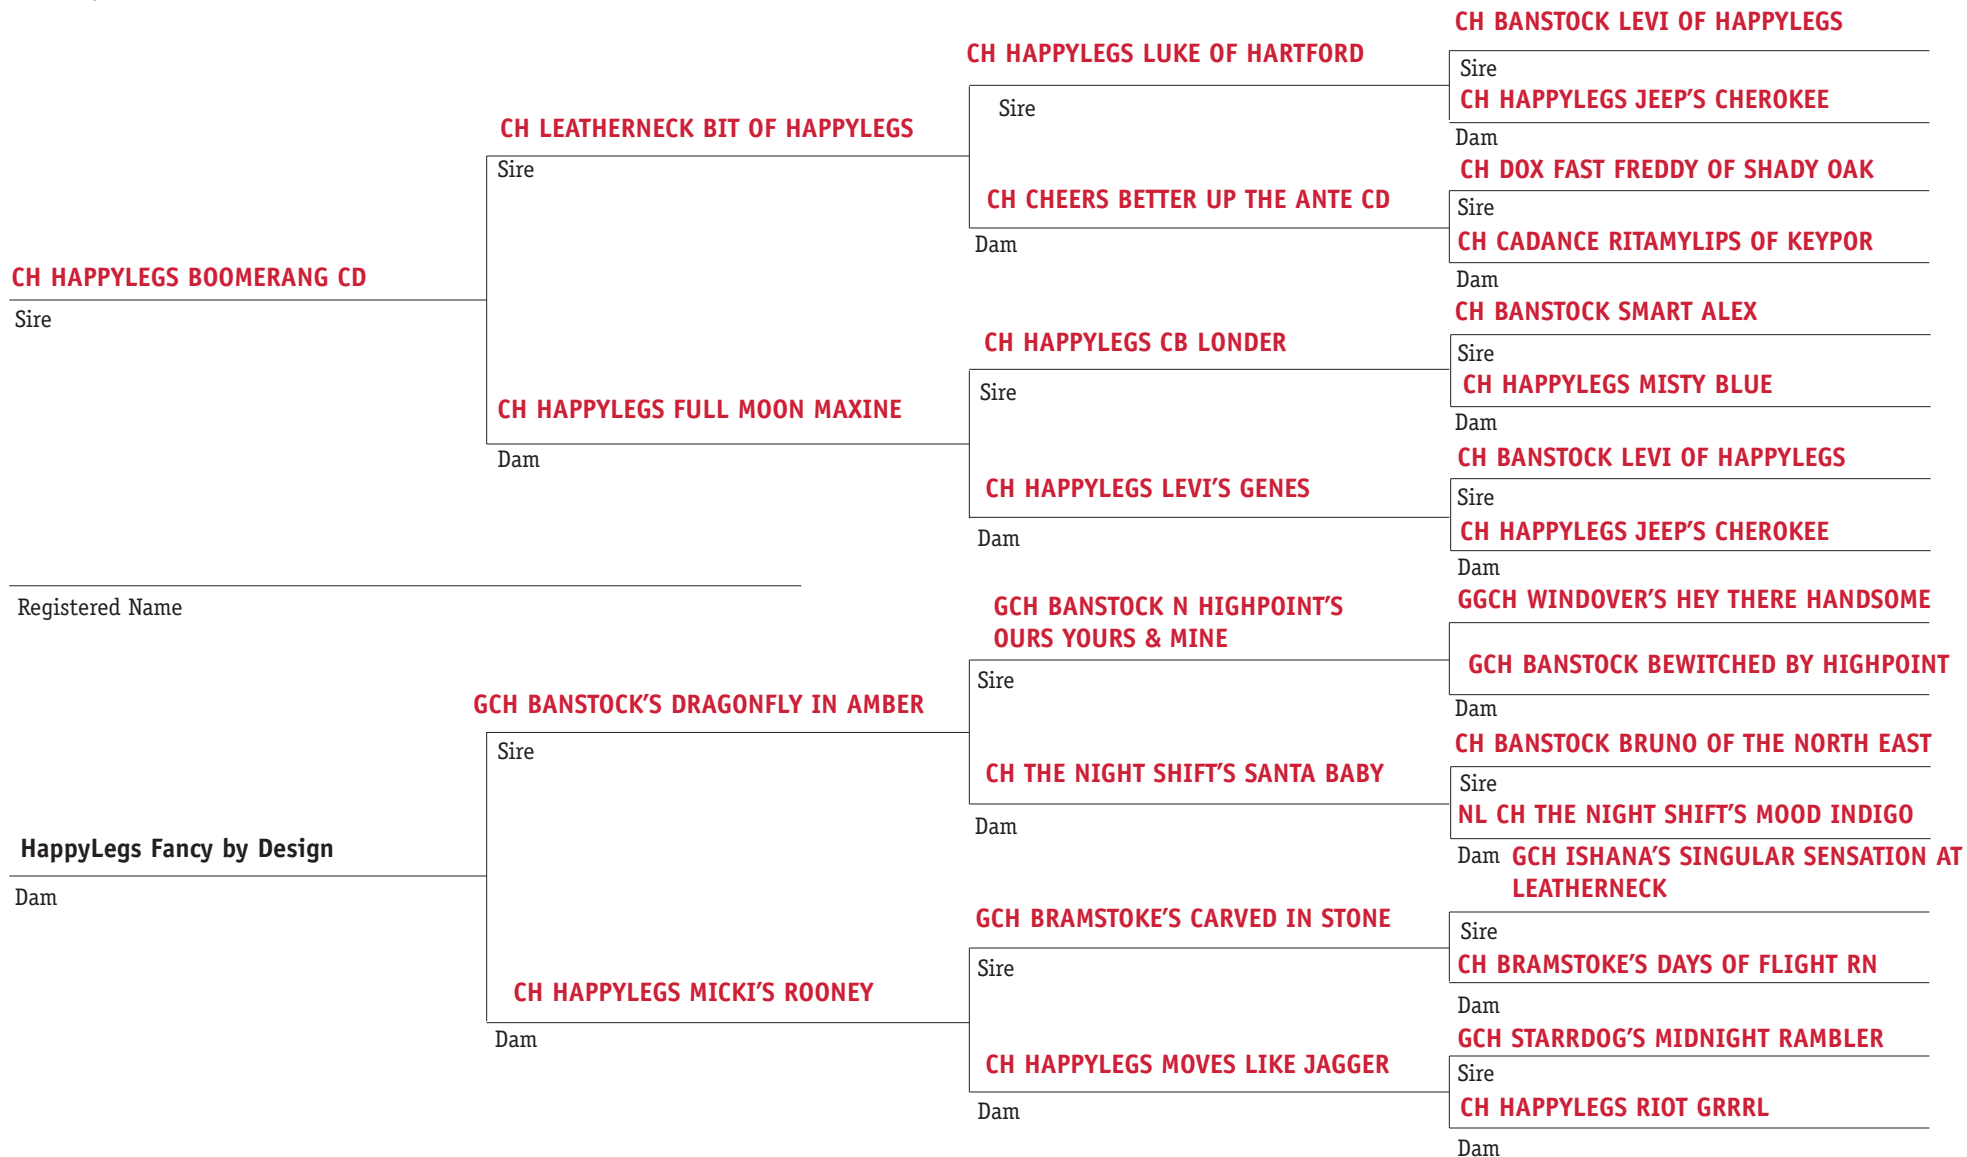 CH HAPPYLEGS BOOMERANG CD
Sire
Registered Name
HappyLegs Fancy by Design
Dam
CH LEATHERNECK BIT OF HAPPYLEGS
Sire
CH HAPPYLEGS FULL MOON MAXINE
Dam
GCH BANSTOCK'S DRAGONFLY IN AMBER
Sire
CH HAPPYLEGS MICKI'S ROONEY
Dam
CH HAPPYLEGS LUKE OF HARTFORD
Sire
CH CHEERS BETTER UP THE ANTE CD
Dam
CH HAPPYLEGS CB LONDER
Sire
CH HAPPYLEGS LEVI'S GENES
Dam
GCH BANSTOCK N HIGHPOINT'S
OURS YOURS & MINE
Sire
CH THE NIGHT SHIFT'S SANTA BABY
Dam
GCH BRAMSTOKE'S CARVED IN STONE
Sire
CH HAPPYLEGS MOVES LIKE JAGGER
Dam
CH BANSTOCK LEVI OF HAPPYLEGS
Sire
CH HAPPYLEGS JEEP'S CHEROKEE
Dam
CH DOX FAST FREDDY OF SHADY OAK
Sire
CH CADANCE RITAMYLIPS OF KEYPOR
Dam
CH BANSTOCK SMART ALEX
Sire
CH HAPPYLEGS MISTY BLUE
Dam
CH BANSTOCK LEVI OF HAPPYLEGS
Sire
CH HAPPYLEGS JEEP'S CHEROKEE
Dam
GGCH WINDOVER'S HEY THERE HANDSOME
GCH BANSTOCK BEWITCHED BY HIGHPOINT
Dam
CH BANSTOCK BRUNO OF THE NORTH EAST
Sire
NL CH THE NIGHT SHIFT'S MOOD INDIGO
Dam
GCH ISHANA'S SINGULAR SENSATION AT
LEATHERNECK
Sire
CH BRAMSTOKE'S DAYS OF FLIGHT RN
Dam
GCH STARRDOG'S MIDNIGHT RAMBLER
Sire
CH HAPPYLEGS RIOT GRRRL
Dam